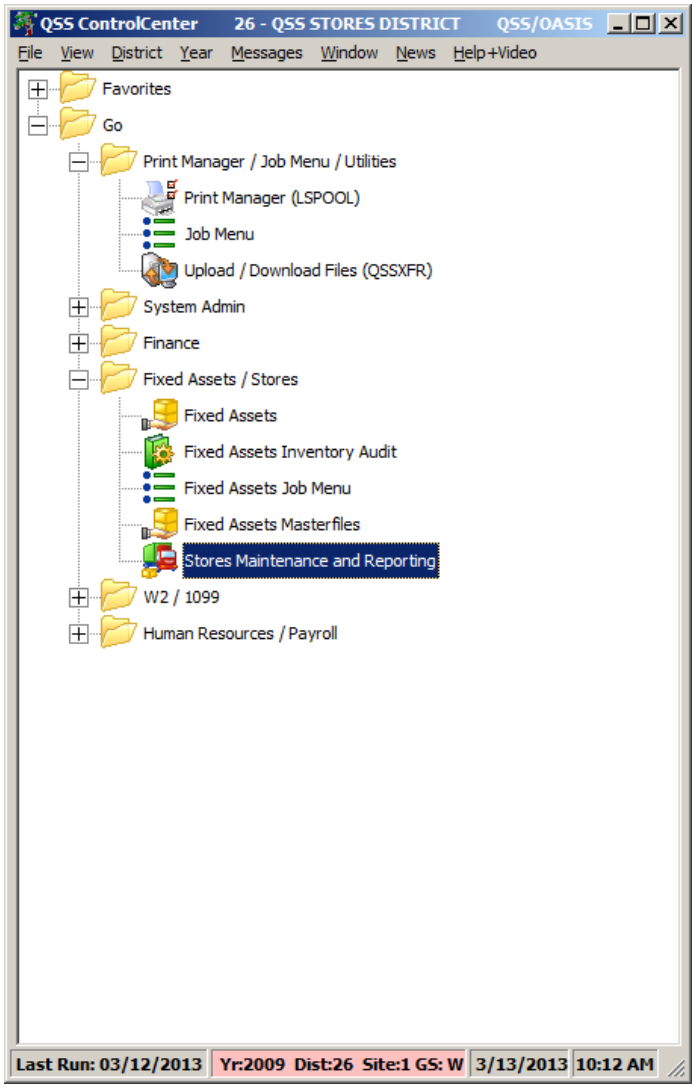 QSS ControlCenter 26 - QSS STORES DISTRICT QSS/OASIS
File View District Year Messages Window News Help+Video
Favorites
Go
Print Manager / Job Menu / Utilities
Print Manager (LSPOOL)
Job Menu
Upload / Download Files (QSSXFR)
System Admin
Finance
Fixed Assets / Stores
Fixed Assets
Fixed Assets Inventory Audit
Fixed Assets Job Menu
Fixed Assets Masterfiles
Stores Maintenance and Reporting
W2 / 1099
Human Resources / Payroll
Last Run: 03/12/2013 Yr:2009 Dist:26 Site:1 GS: W 3/13/2013 10:12 AM